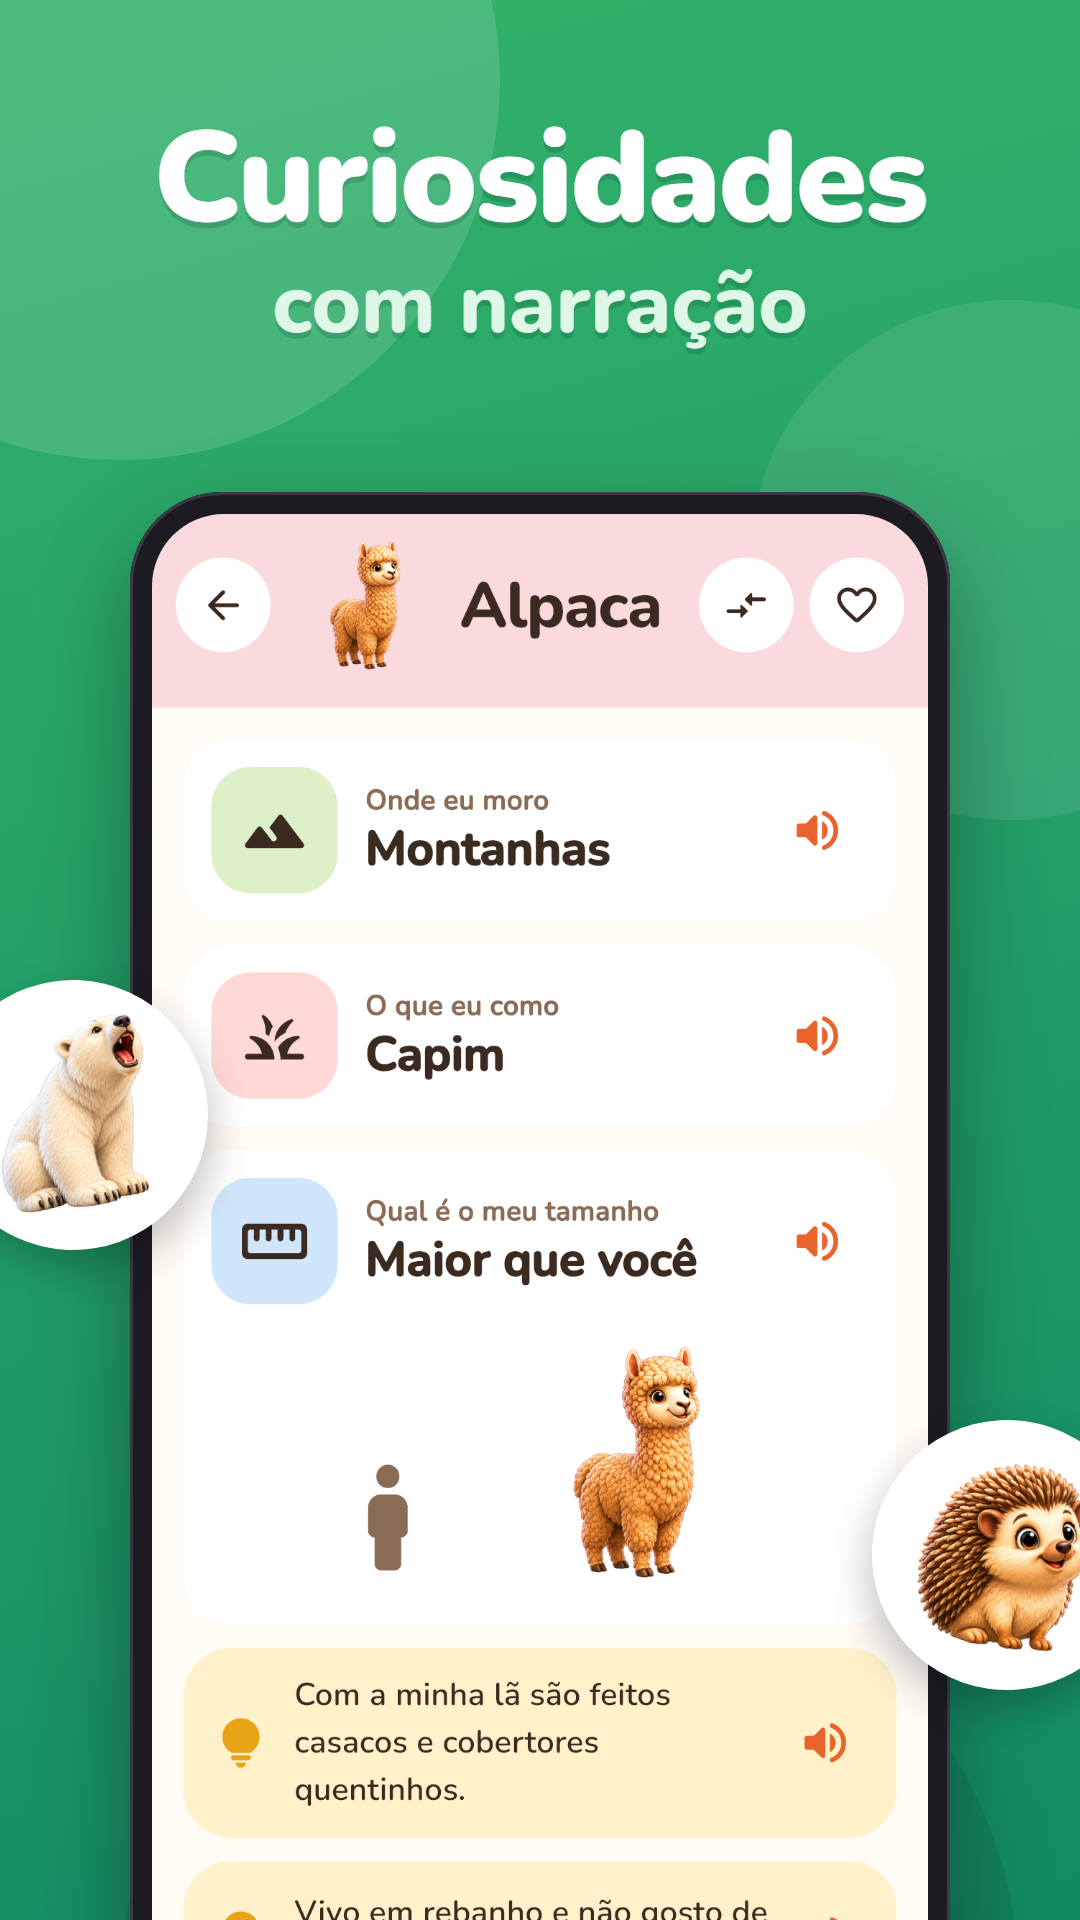 Curiosidades
com narração
Alpaca
Onde eu moro
Montanhas
O que eu como
Capim
Qual é o meu tamanho
Maior que você
Com a minha lã são feitos
casacos e cobertores
quentinhos.
Vivo em rebanho e não gosto de